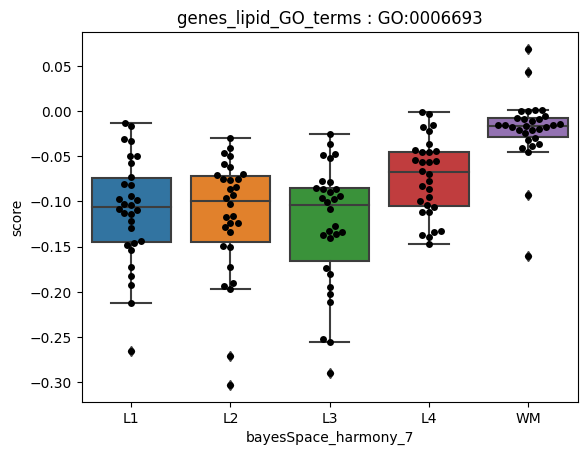 genes_lipid_GO_terms : GO:0006693
0.05
0.00
−0.05
−0.10
−0.15
−0.20
−0.25
−0.30
score
L1 L2 L3 L4 WM
bayesSpace_harmony_7